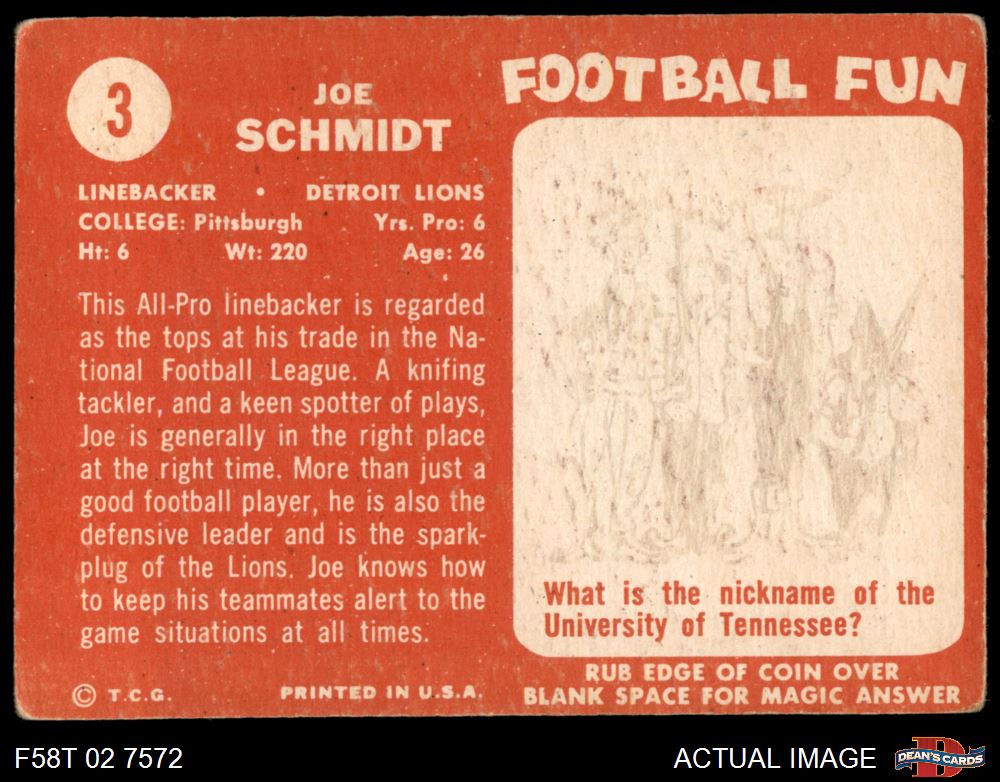 3
JOE
SCHMIDT
LINEBACKER • DETROIT LIONS
COLLEGE: Pittsburgh Yrs. Pro: 6
Ht: 6 Wt: 220 Age: 26
This All-Pro linebacker is regarded
as the tops at his trade in the Na-
tional Football League. A knifing
tackler, and a keen spotter of plays,
Joe is generally in the right place
at the right time. More than just a
good football player, he is also the
defensive leader and is the spark-
plug of the Lions. Joe knows how
to keep his teammates alert to the
game situations at all times.
© T.C.G. PRINTED IN U.S.A.
FOOTBALL FUN
What is the nickname of the
University of Tennessee?
RUB EDGE OF COIN OVER
BLANK SPACE FOR MAGIC ANSWER
F58T 02 7572
ACTUAL IMAGE
D
DEAN'S CARDS